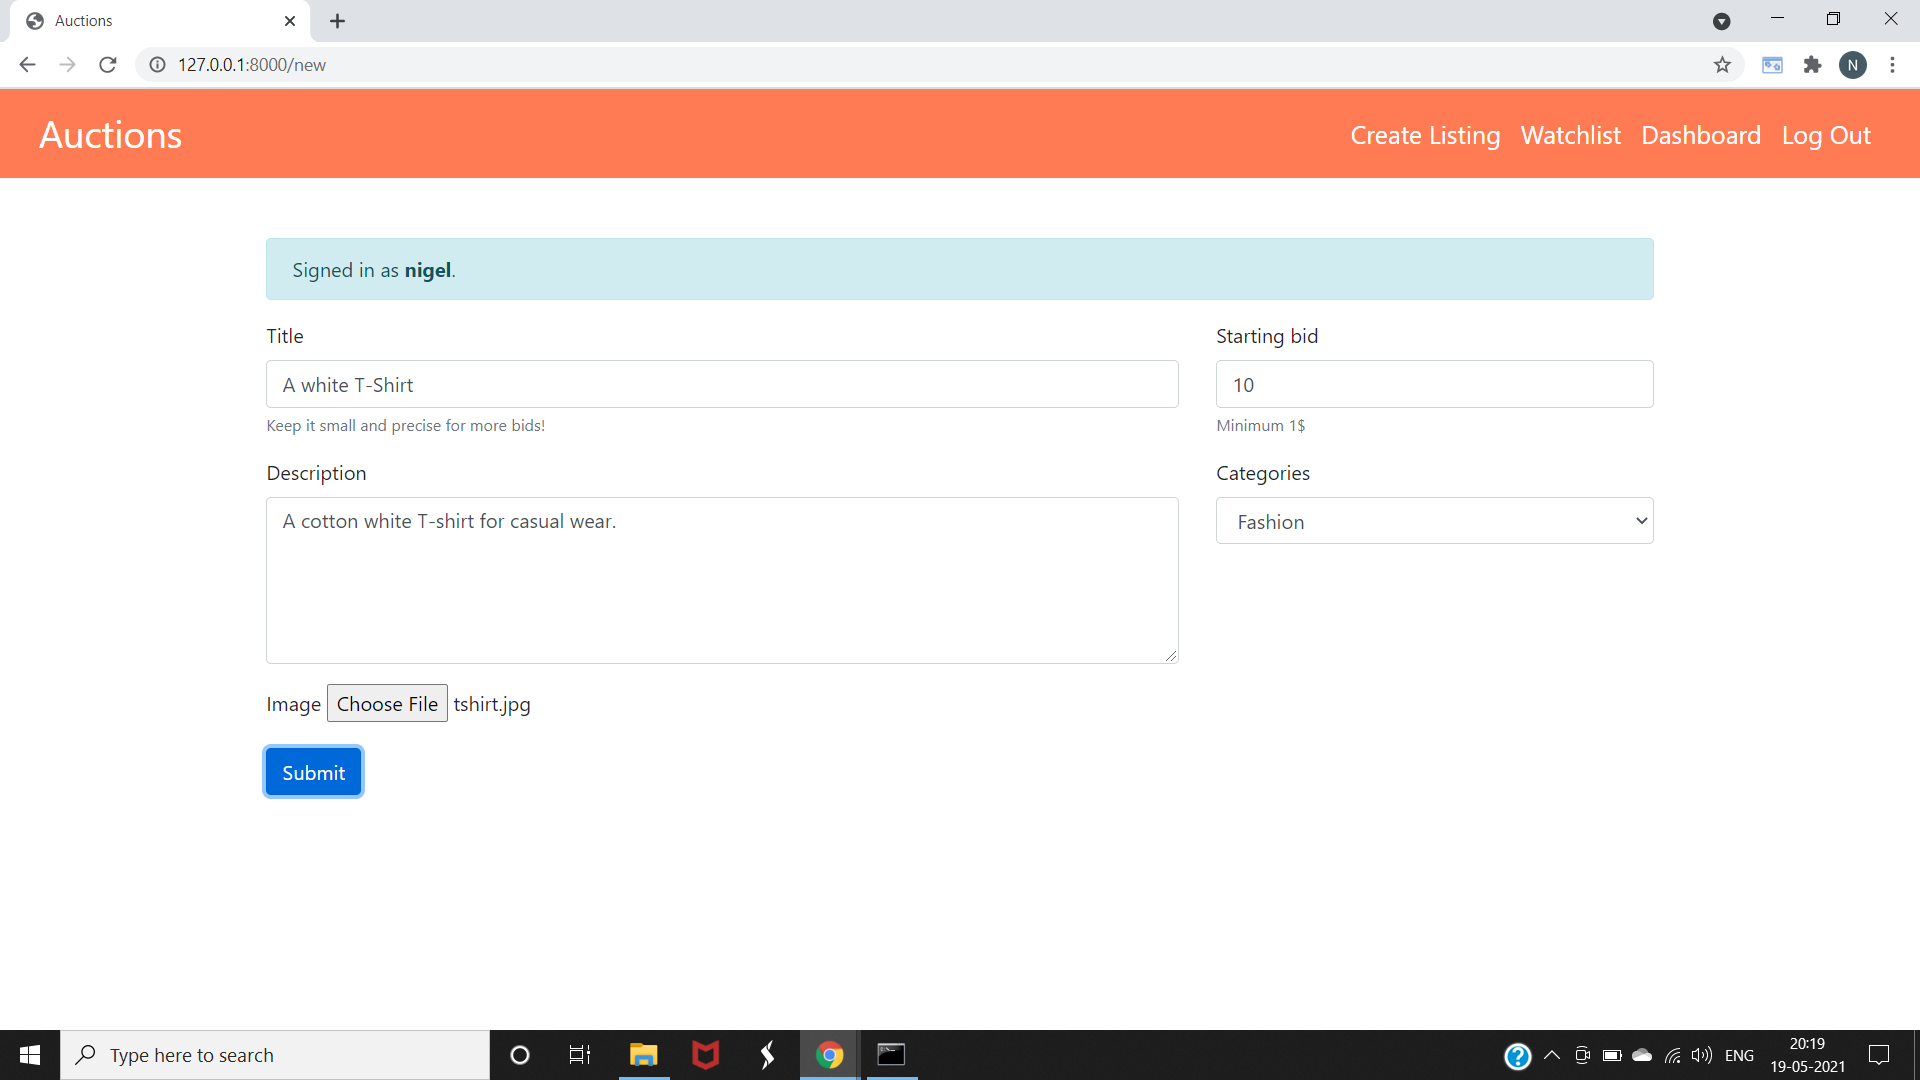 Auctions
127.0.0.1:8000/new
N
Auctions
Create Listing Watchlist Dashboard Log Out
Signed in as nigel.
Title
Starting bid
A white T-Shirt
10
Keep it small and precise for more bids!
Minimum 1$
Description
Categories
A cotton white T-shirt for casual wear.
Fashion
Image Choose File tshirt.jpg
Submit
Type here to search
ENG
20:19
19-05-2021